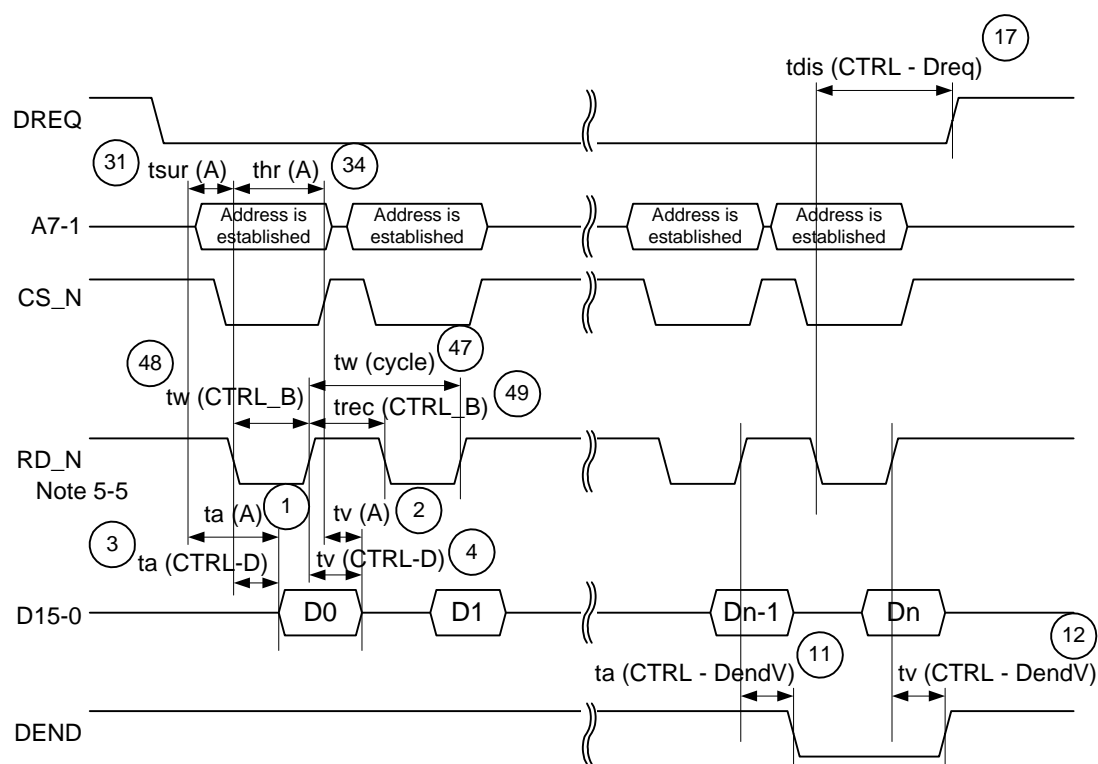 17
tdis (CTRL - Dreq)
DREQ
31
tsur (A)
thr (A)
34
A7-1
Address is
established
Address is
established
Address is
established
Address is
established
CS_N
47
48
tw (cycle)
tw (CTRL_B)
trec (CTRL_B)
49
RD_N
Note 5-5
1
ta (A)
tv (A)
2
3
ta (CTRL-D)
tv (CTRL-D)
4
D15-0
D0
D1
Dn-1
Dn
12
11
ta (CTRL - DendV)
tv (CTRL - DendV)
DEND